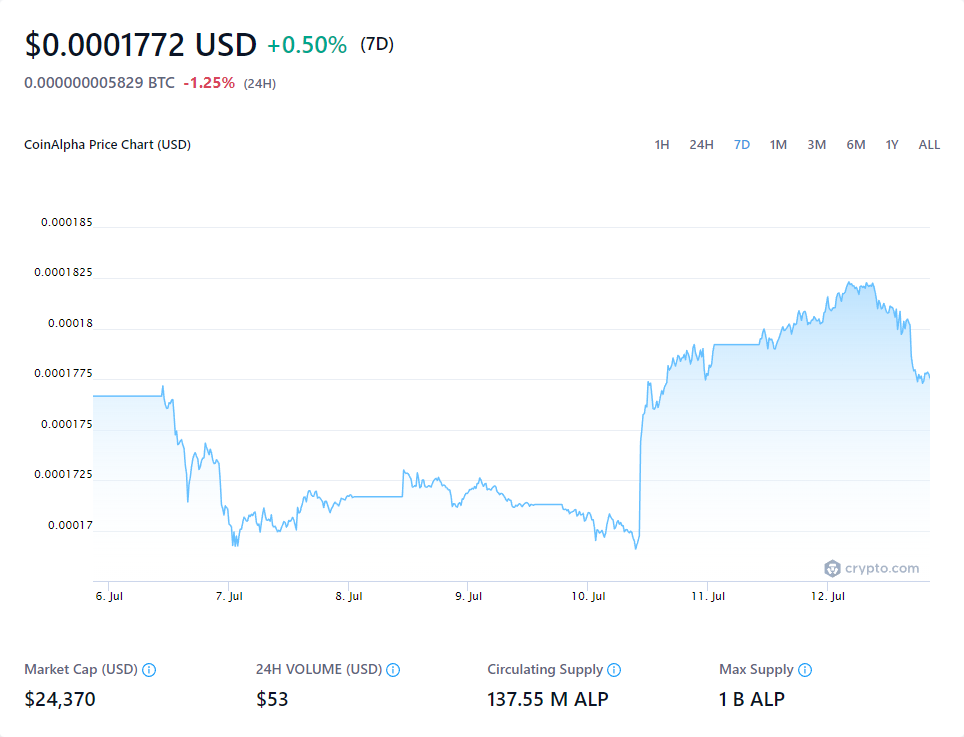 $0.0001772 USD +0.50% (7D)
0.000000005829 BTC -1.25% (24H)
CoinAlpha Price Chart (USD) 1H 24H 7D 1M 3M 6M 1Y ALL
0.000185
0.0001825
0.00018
0.0001775
0.000175
0.0001725
0.00017
crypto.com
6. Jul 7. Jul 8. Jul 9. Jul 10. Jul 11. Jul 12. Jul
Market Cap (USD) 24H VOLUME (USD) Circulating Supply Max Supply
$24,370 $53 137.55 M ALP 1 B ALP